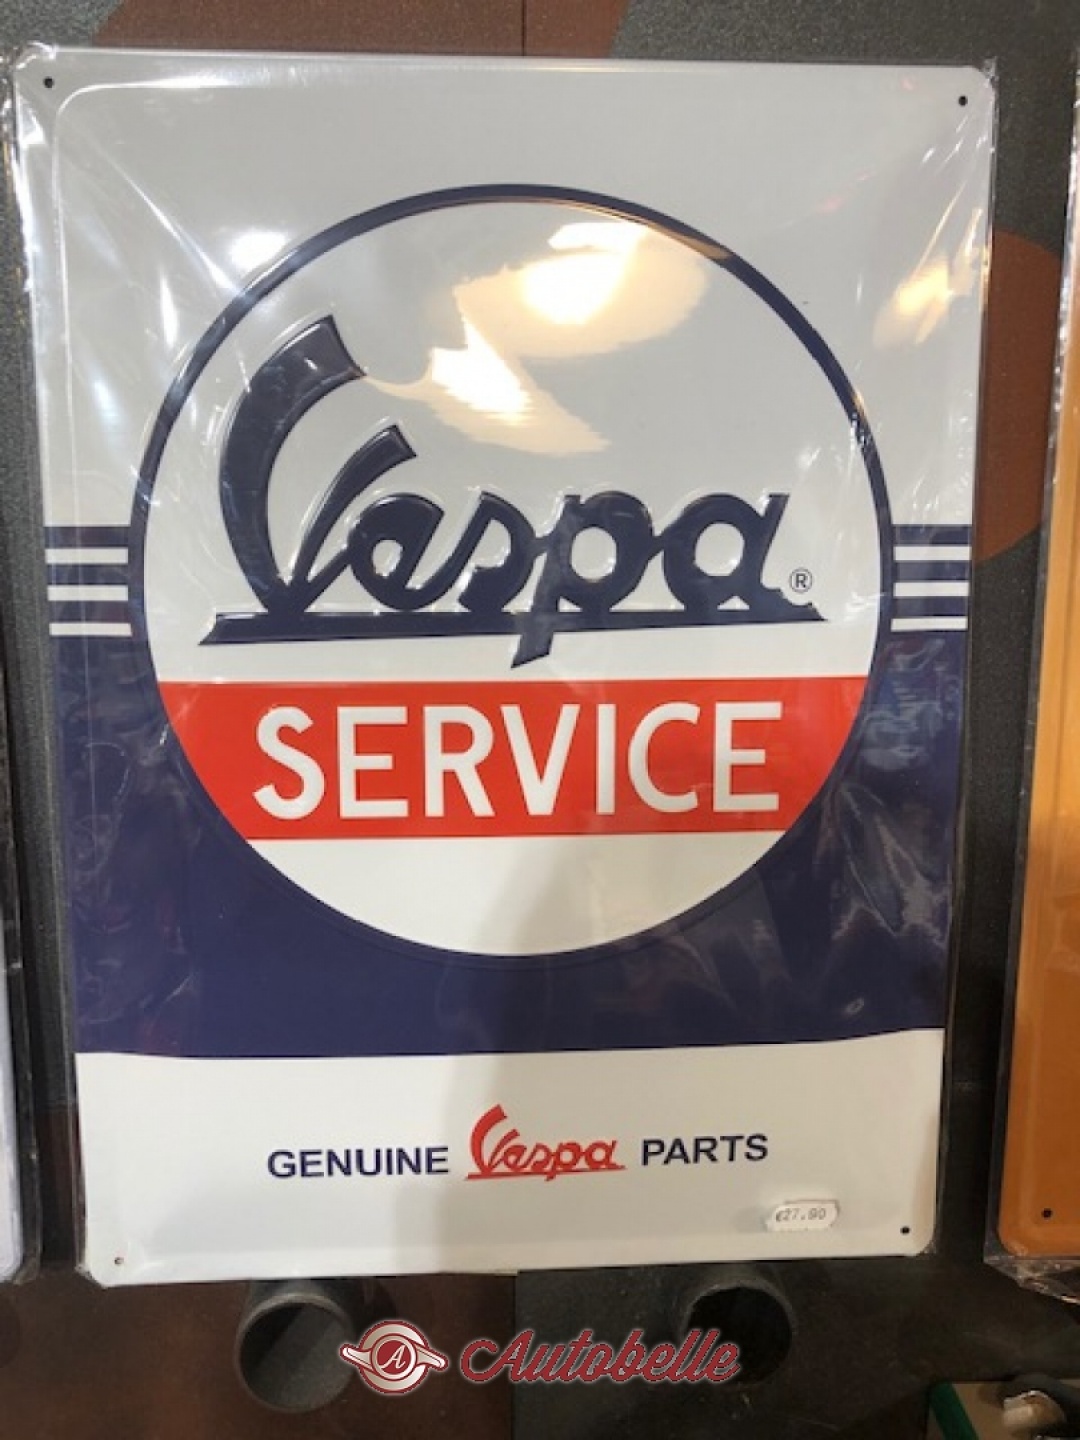 Vespa®
SERVICE
GENUINE Vespa PARTS
€27.90
A Autobelle